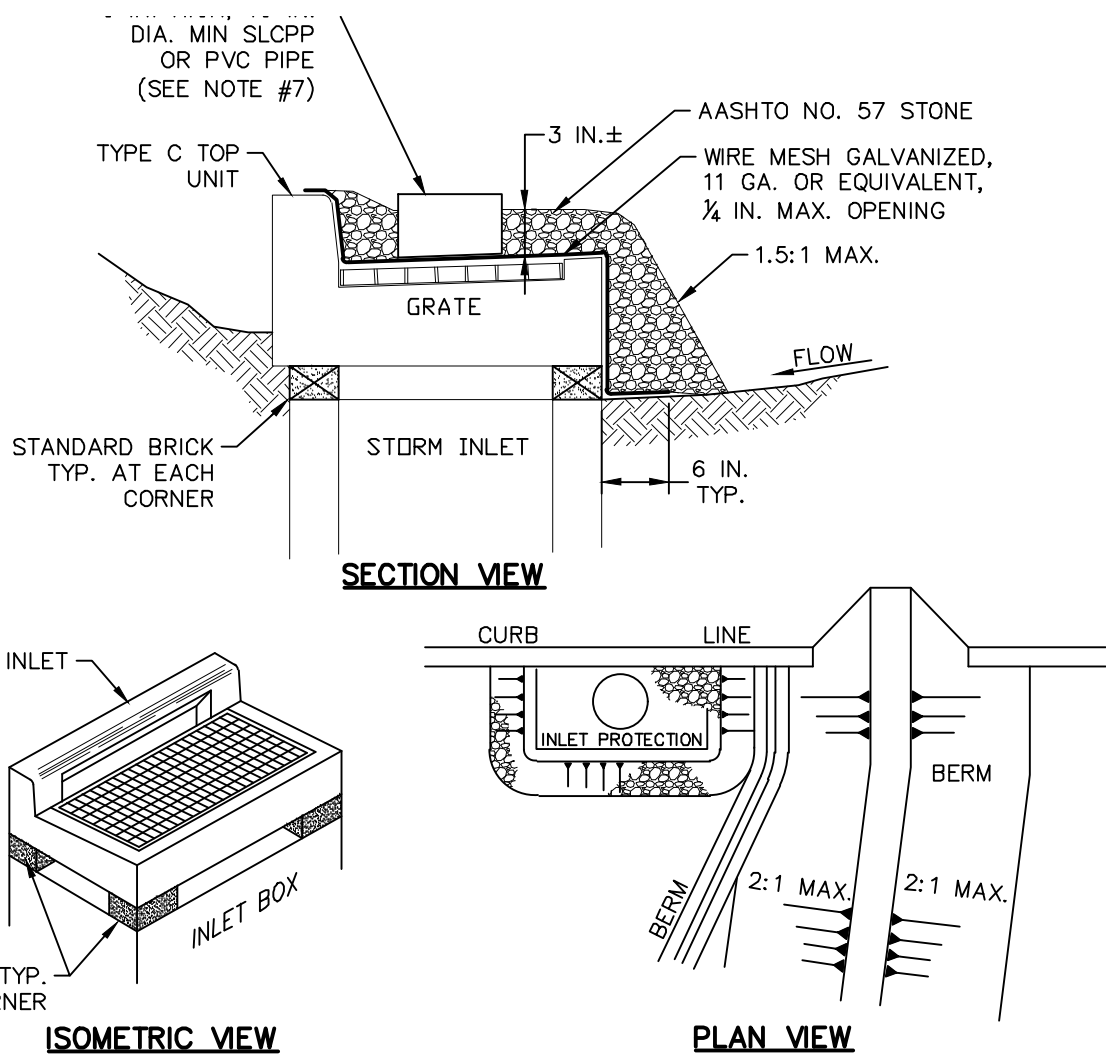 DIA. MIN SLCPP
OR PVC PIPE
(SEE NOTE #7)
TYPE C TOP
UNIT
3 IN.±
AASHTO NO. 57 STONE
WIRE MESH GALVANIZED,
11 GA. OR EQUIVALENT,
¼ IN. MAX. OPENING
1.5:1 MAX.
GRATE
FLOW
STANDARD BRICK
TYP. AT EACH
CORNER
STORM INLET
6 IN.
TYP.
SECTION VIEW
INLET
INLET BOX
TYP.
RNER
ISOMETRIC VIEW
CURB
LINE
INLET PROTECTION
BERM
BERM
2:1 MAX.
2:1 MAX.
PLAN VIEW